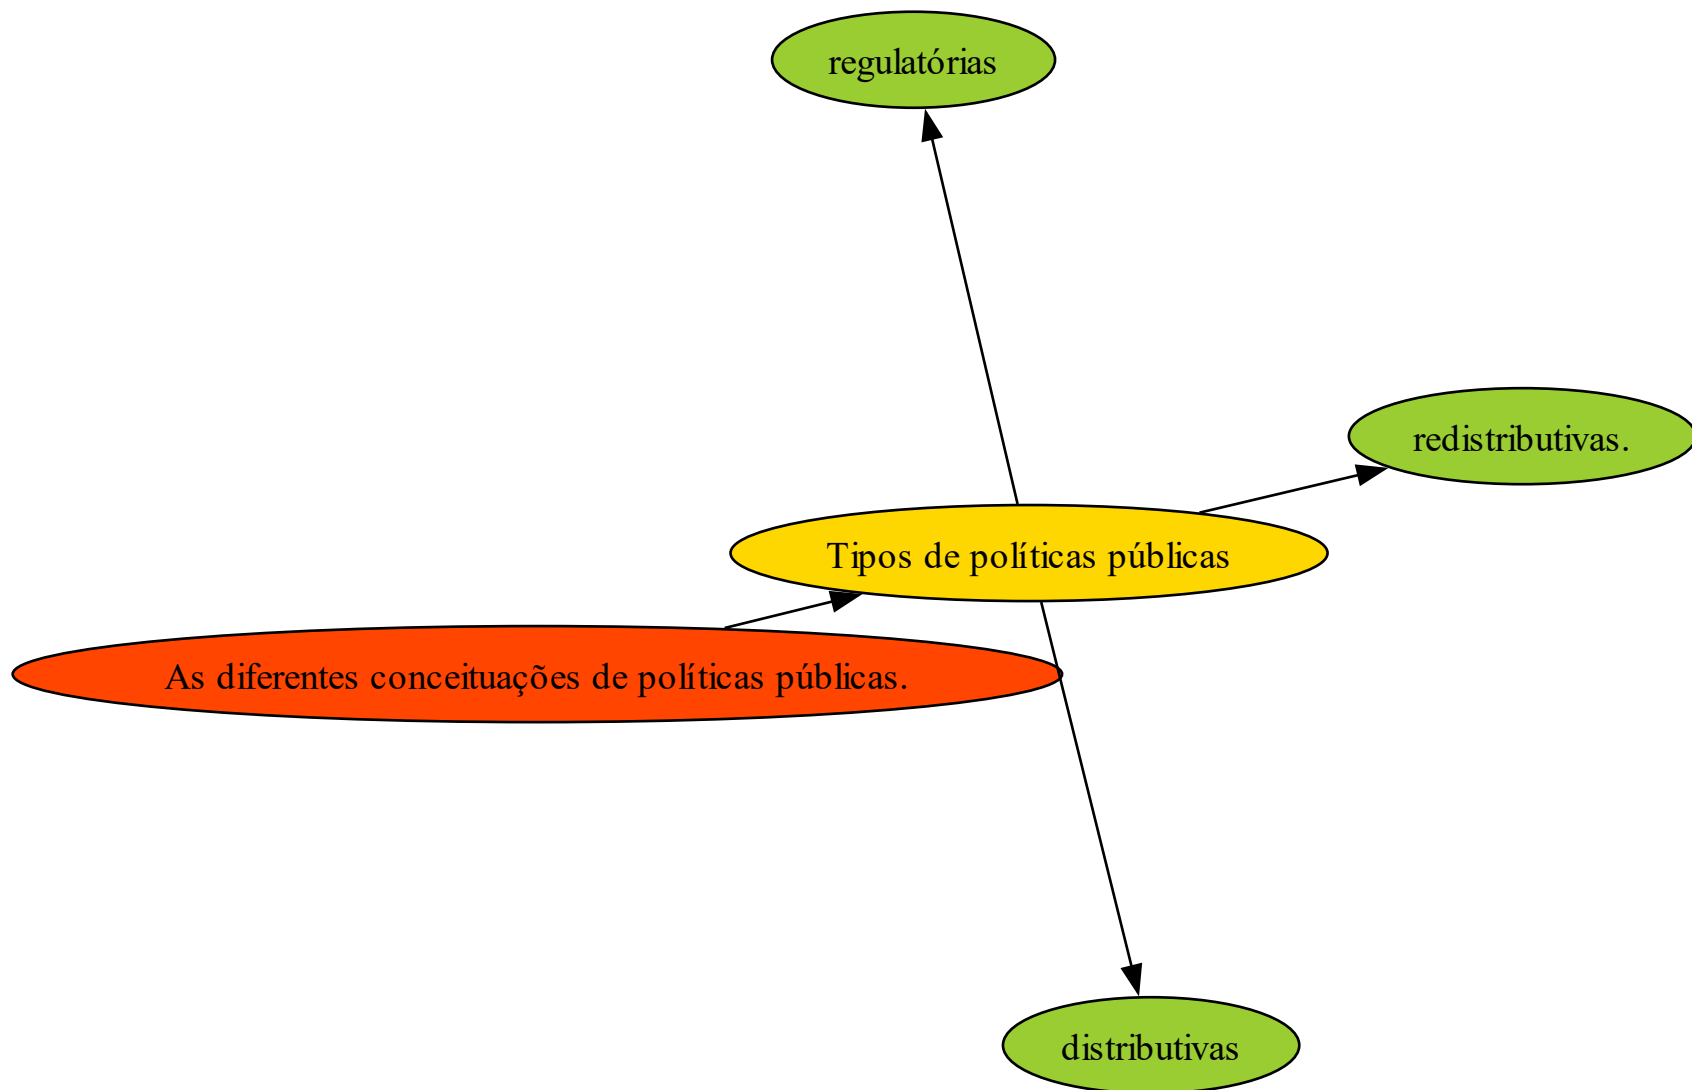 regulatórias
redistributivas.
Tipos de políticas públicas
As diferentes conceituações de políticas públicas.
distributivas